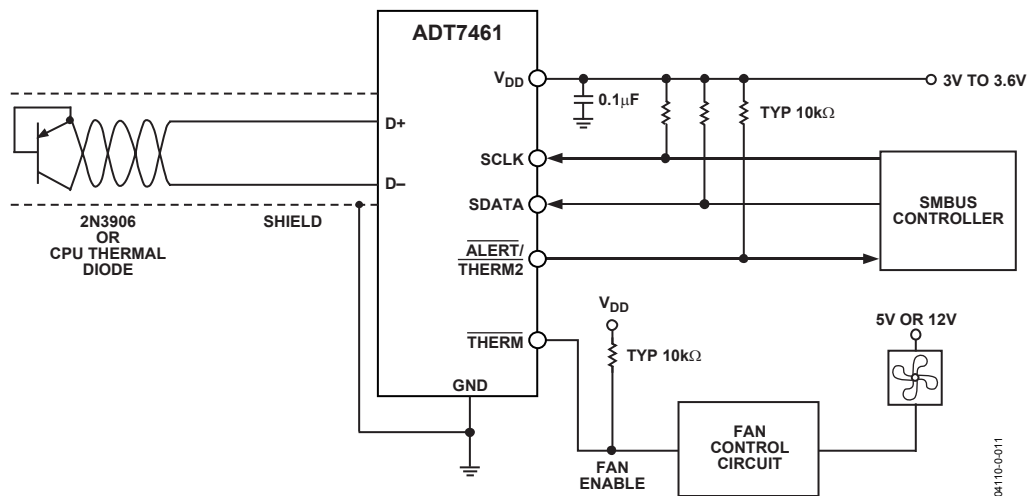 ADT7461
VDD
3V TO 3.6V
0.1μF
TYP 10kΩ
D+
SCLK
D–
SDATA
SMBUS
CONTROLLER
2N3906
OR
CPU THERMAL
DIODE
SHIELD
ALERT/
THERM2
VDD
5V OR 12V
THERM
TYP 10kΩ
GND
FAN
ENABLE
FAN
CONTROL
CIRCUIT
04110-0-011